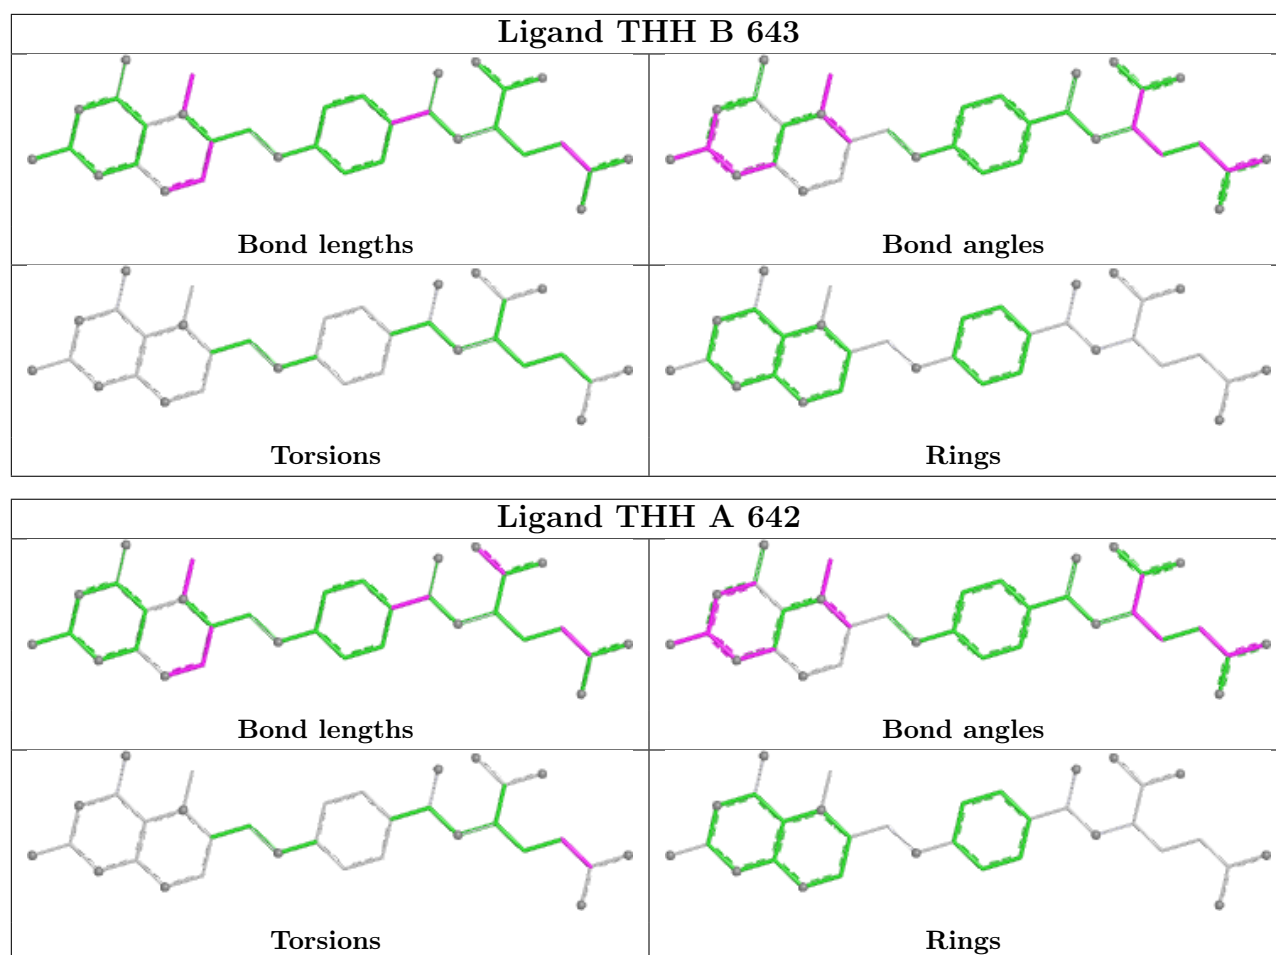 Ligand THH B 643
Bond lengths
Bond angles
Torsions
Rings
Ligand THH A 642
Bond lengths
Bond angles
Torsions
Rings